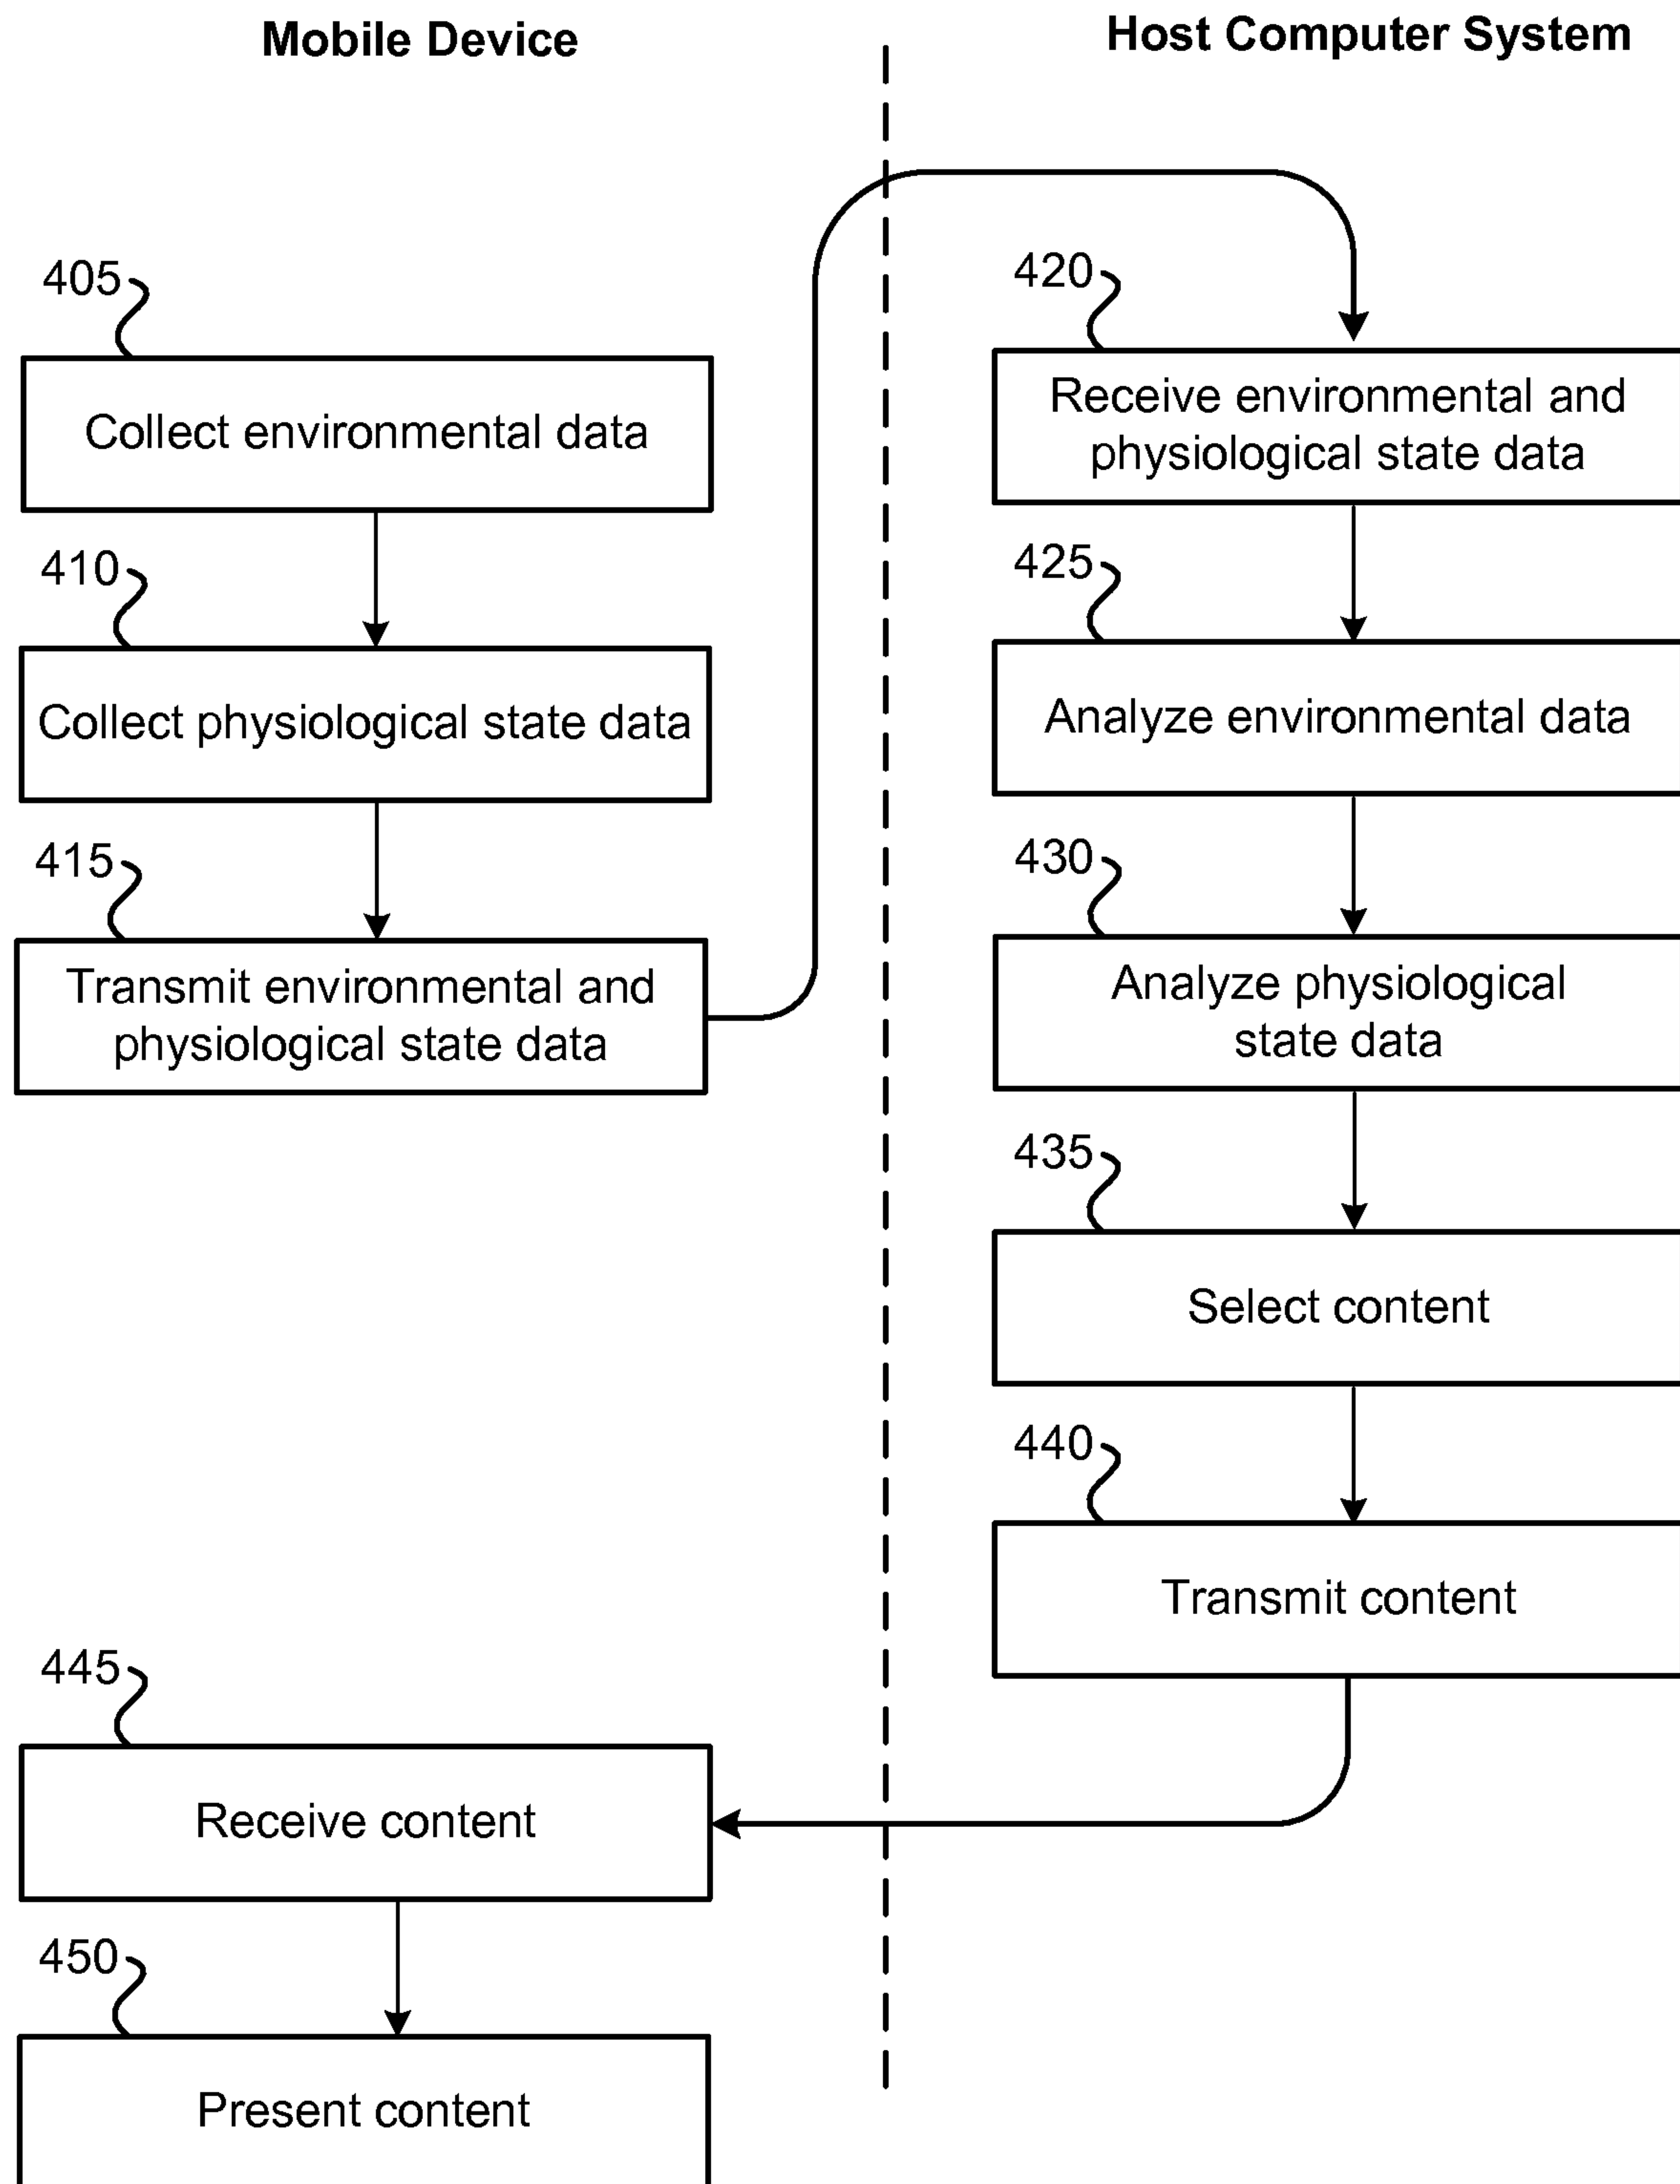 Mobile Device
Host Computer System
405
Collect environmental data
410
Collect physiological state data
415
Transmit environmental and
physiological state data
420
Receive environmental and
physiological state data
425
Analyze environmental data
430
Analyze physiological
state data
435
Select content
440
Transmit content
445
Receive content
450
Present content